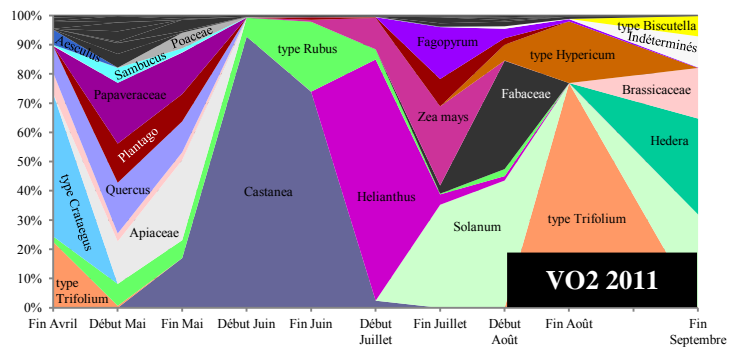 100%
90%
80%
70%
60%
50%
40%
30%
20%
10%
0%
Aesculus
Sambucus
Poaceae
Papaveraceae
Plantago
Quercus
type Crataegus
Apiaceae
type
Trifolium
type Rubus
Castanea
Helianthus
Fagopyrum
Zea mays
Fabaceae
Solanum
type Hypericum
type Trifolium
type Biscutella
Indéterminés
Brassicaceae
Hedera
VO2 2011
Fin Avril
Début Mai
Fin Mai
Début Juin
Fin Juin
Début
Juillet
Fin Juillet
Début
Août
Fin Août
Fin
Septembre